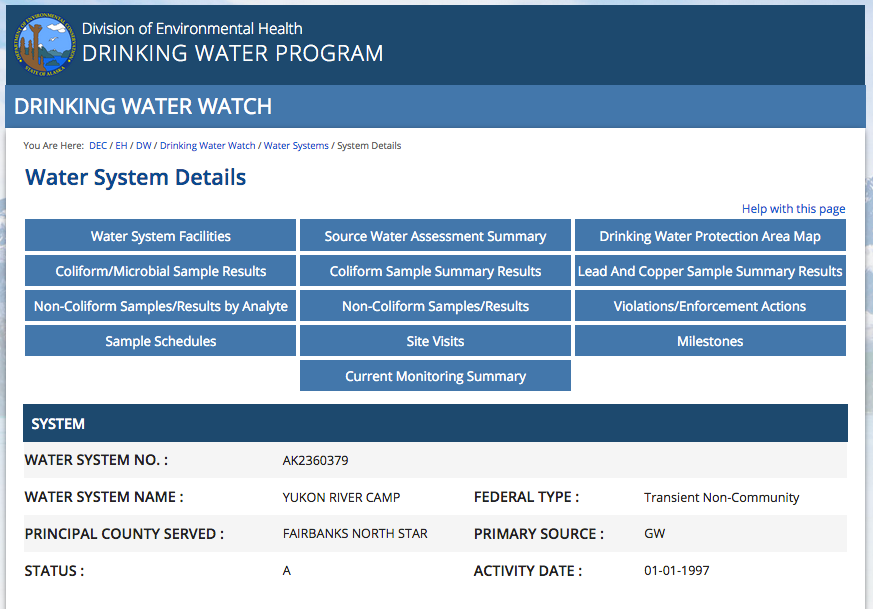 Division of Environmental Health
DRINKING WATER PROGRAM
DRINKING WATER WATCH
You Are Here: DEC / EH / DW / Drinking Water Watch / Water Systems / System Details
Water System Details
Help with this page
Water System Facilities Source Water Assessment Summary Drinking Water Protection Area Map
Coliform/Microbial Sample Results Coliform Sample Summary Results Lead And Copper Sample Summary Results
Non-Coliform Samples/Results by Analyte Non-Coliform Samples/Results Violations/Enforcement Actions
Sample Schedules Site Visits Milestones
Current Monitoring Summary
SYSTEM
WATER SYSTEM NO. : AK2360379
WATER SYSTEM NAME : YUKON RIVER CAMP FEDERAL TYPE : Transient Non-Community
PRINCIPAL COUNTY SERVED : FAIRBANKS NORTH STAR PRIMARY SOURCE : GW
STATUS : A ACTIVITY DATE : 01-01-1997